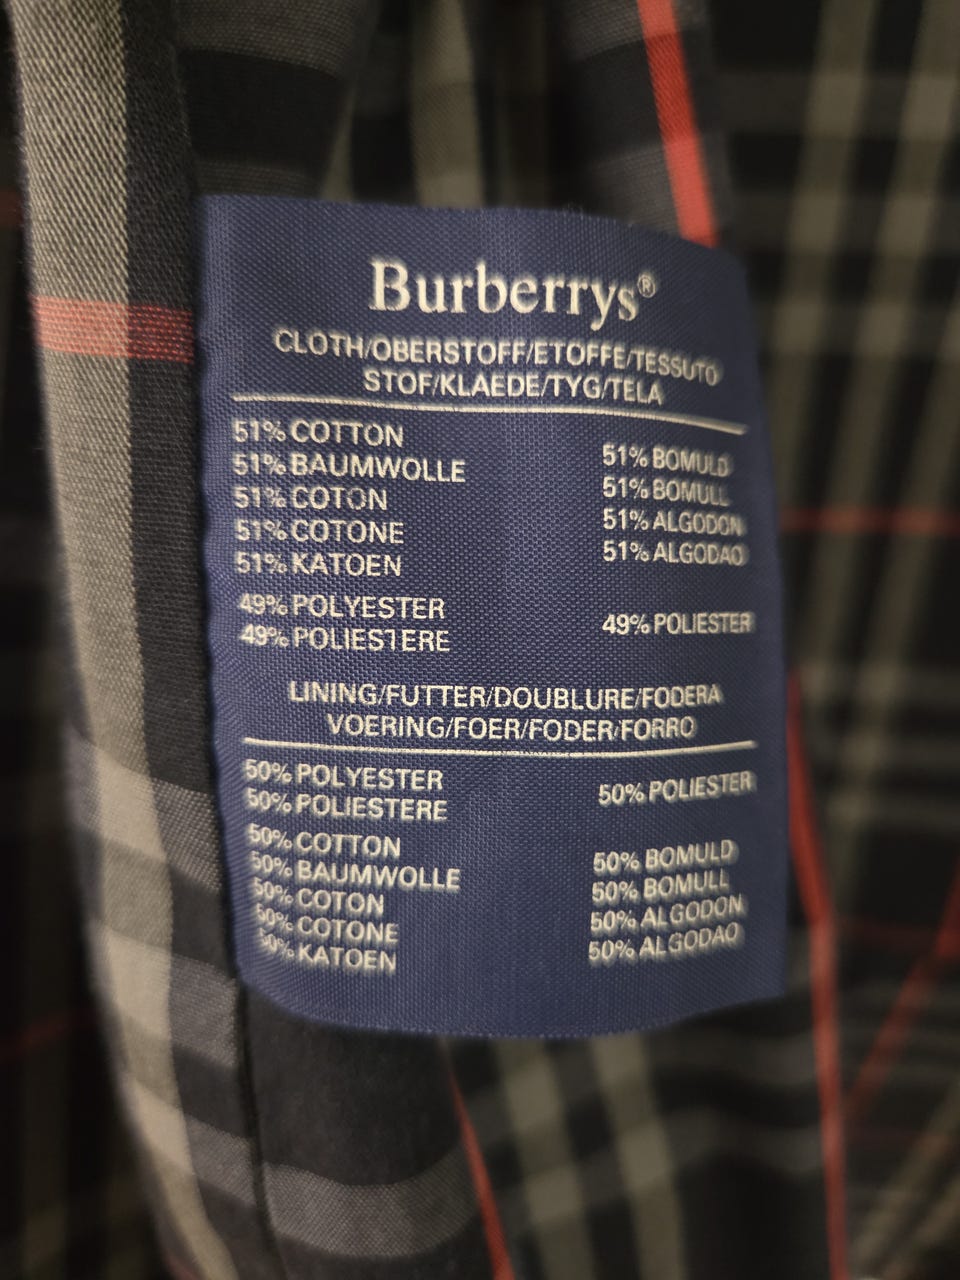 Burberrys®
CLOTH/OBERSTOFF/ETOFFE/TESSUTO
STOF/KLAEDE/TYG/TELA
51% COTTON
51% BAUMWOLLE
51% COTON
51% COTONE
51% KATOEN
51% BOMULD
51% BOMULL
51% ALGODON
51% ALGODAO
49% POLYESTER
49% POLIESTERE
49% POLIESTER
LINING/FUTTER/DOUBLURE/FODERA
VOERING/FOER/FODER/FORRO
50% POLYESTER
50% POLIESTERE
50% POLIESTER
50% COTTON
50% BAUMWOLLE
50% COTON
50% COTONE
50% KATOEN
50% BOMULD
50% BOMULL
50% ALGODON
50% ALGODAO